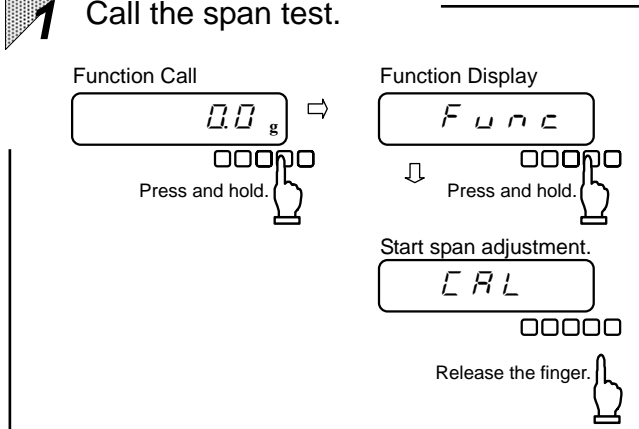 1 Call the span test.
Function Call
0.0 g
Press and hold.
Function Display
Func
Press and hold.
Start span adjustment.
CAL
Release the finger.